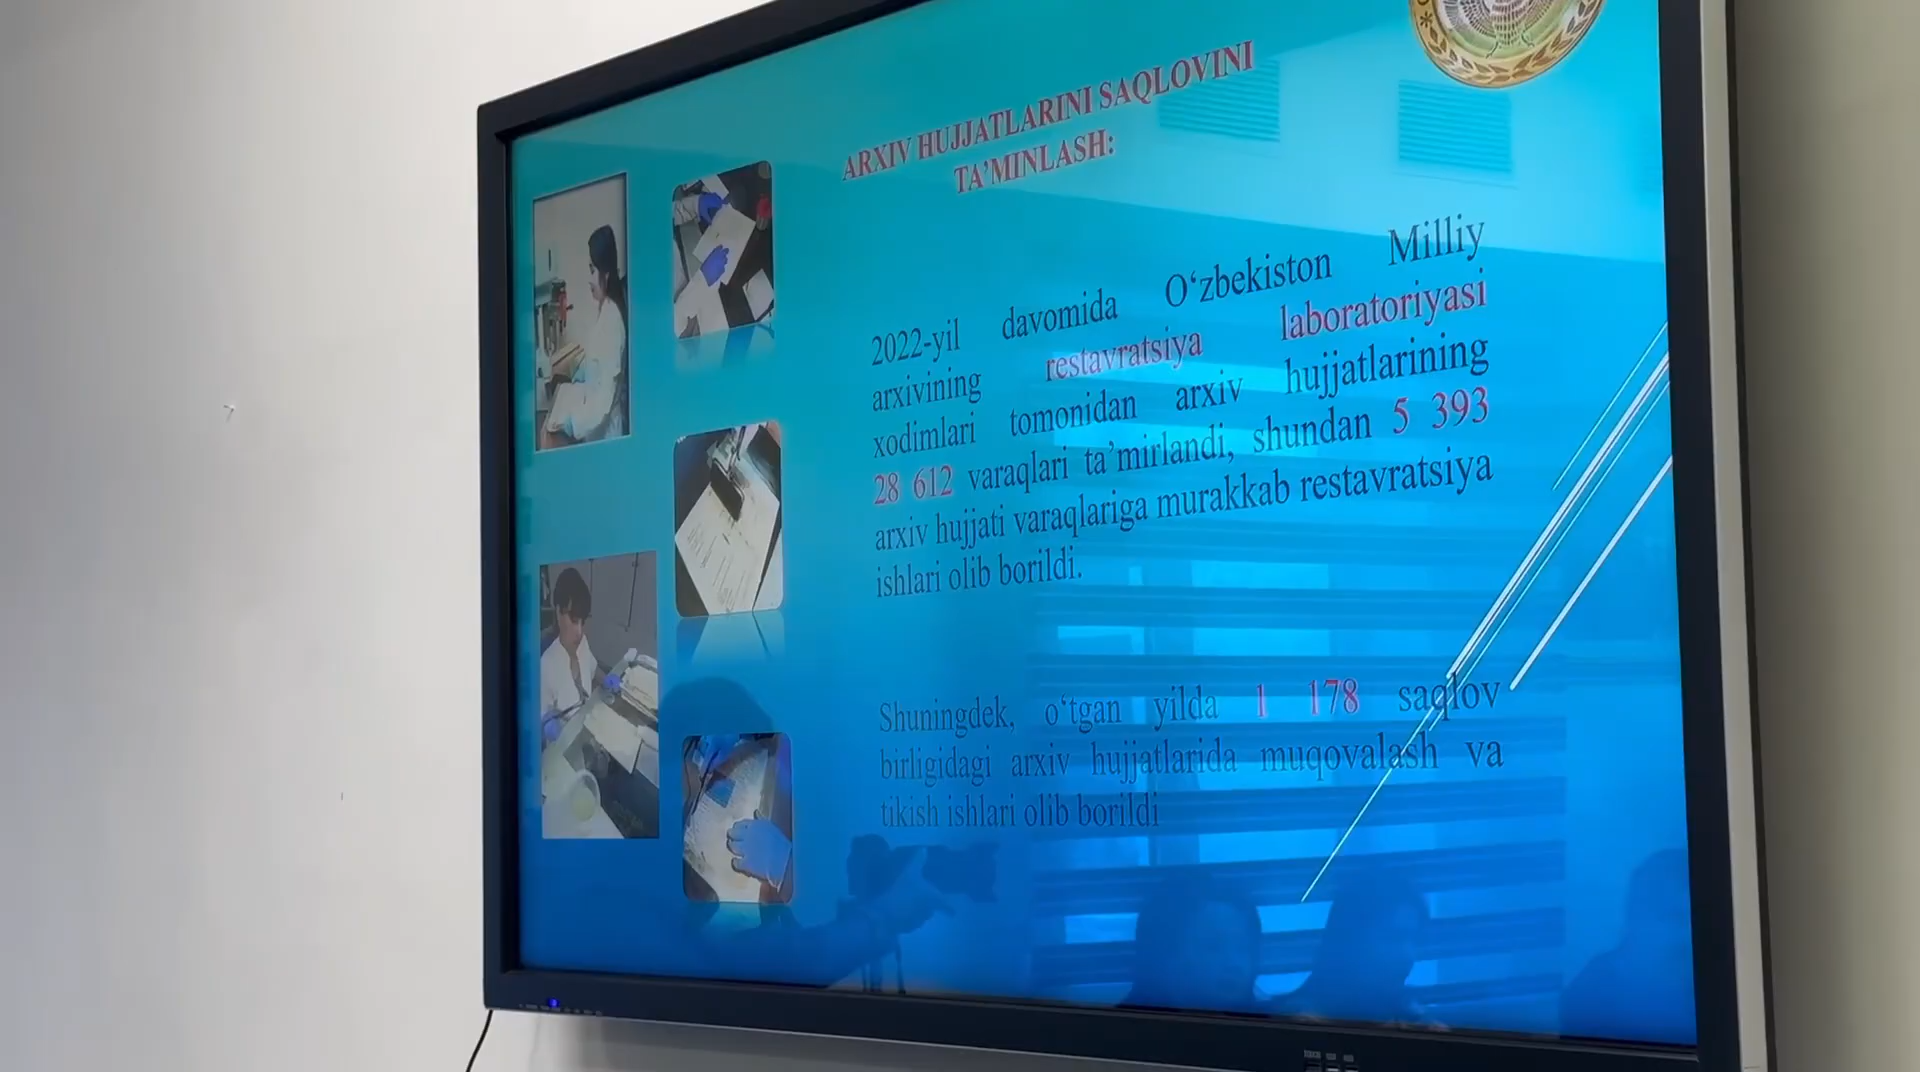 ARXIV HUJJATLARINI SAQLOVINI
TA’MINLASH:
2022-yil davomida O‘zbekiston Milliy
arxivining restavratsiya laboratoriyasi
xodimlari tomonidan arxiv hujjatlarining
28 612 varaqlari ta’mirlandi, shundan 5 393
arxiv hujjati varaqlariga murakkab restavratsiya
ishlari olib borildi.
Shuningdek, o‘tgan yilda 1 178 saqlov
birligidagi arxiv hujjatlarida muqovalash va
tikish ishlari olib borildi